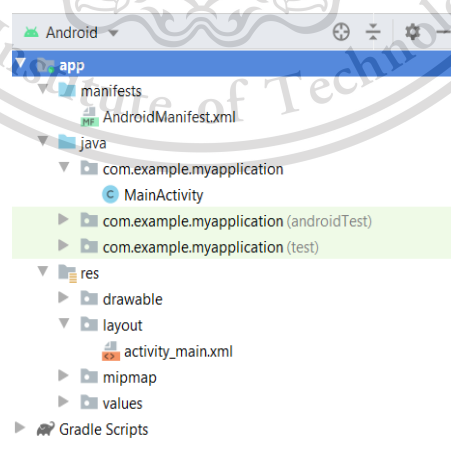 Android
app
manifests
AndroidManifest.xml
java
com.example.myapplication
MainActivity
com.example.myapplication (androidTest)
com.example.myapplication (test)
res
drawable
layout
activity_main.xml
mipmap
values
Gradle Scripts